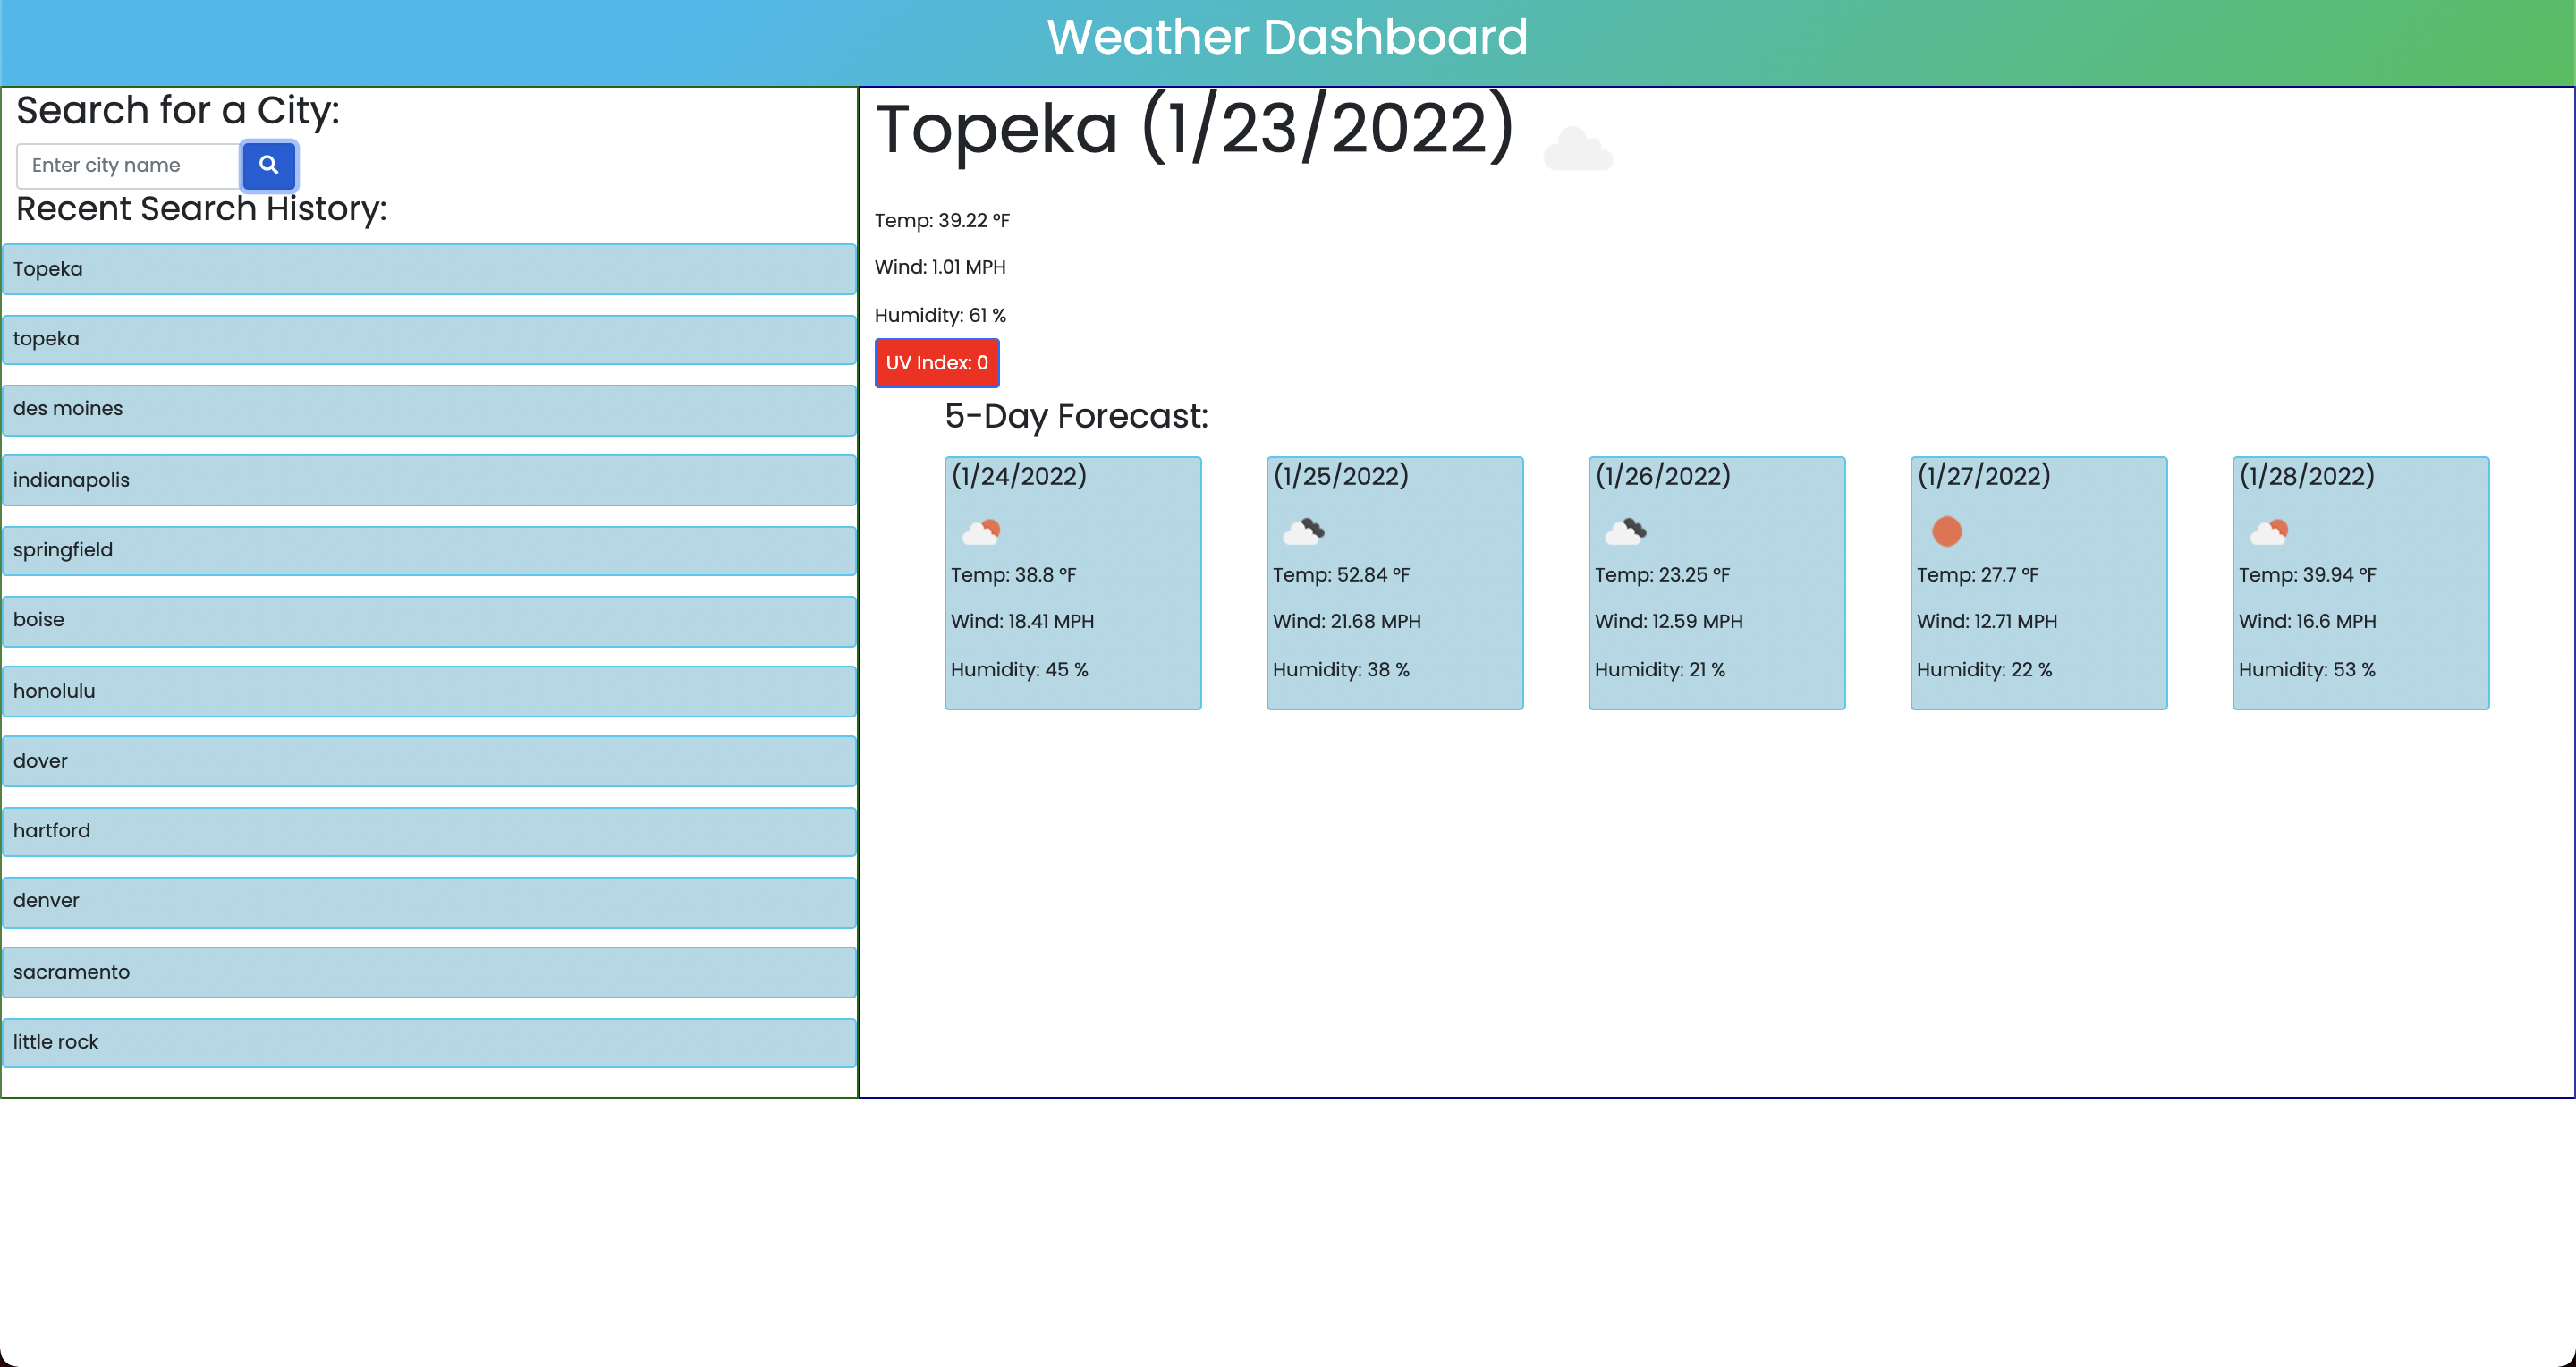 Weather Dashboard
Search for a City:
Enter city name
Recent Search History:
Topeka
topeka
des moines
indianapolis
springfield
boise
honolulu
dover
hartford
denver
sacramento
little rock
Topeka (1/23/2022)
Temp: 39.22 °F
Wind: 1.01 MPH
Humidity: 61 %
UV Index: 0
5-Day Forecast:
(1/24/2022)
Temp: 38.8 °F
Wind: 18.41 MPH
Humidity: 45 %
(1/25/2022)
Temp: 52.84 °F
Wind: 21.68 MPH
Humidity: 38 %
(1/26/2022)
Temp: 23.25 °F
Wind: 12.59 MPH
Humidity: 21 %
(1/27/2022)
Temp: 27.7 °F
Wind: 12.71 MPH
Humidity: 22 %
(1/28/2022)
Temp: 39.94 °F
Wind: 16.6 MPH
Humidity: 53 %